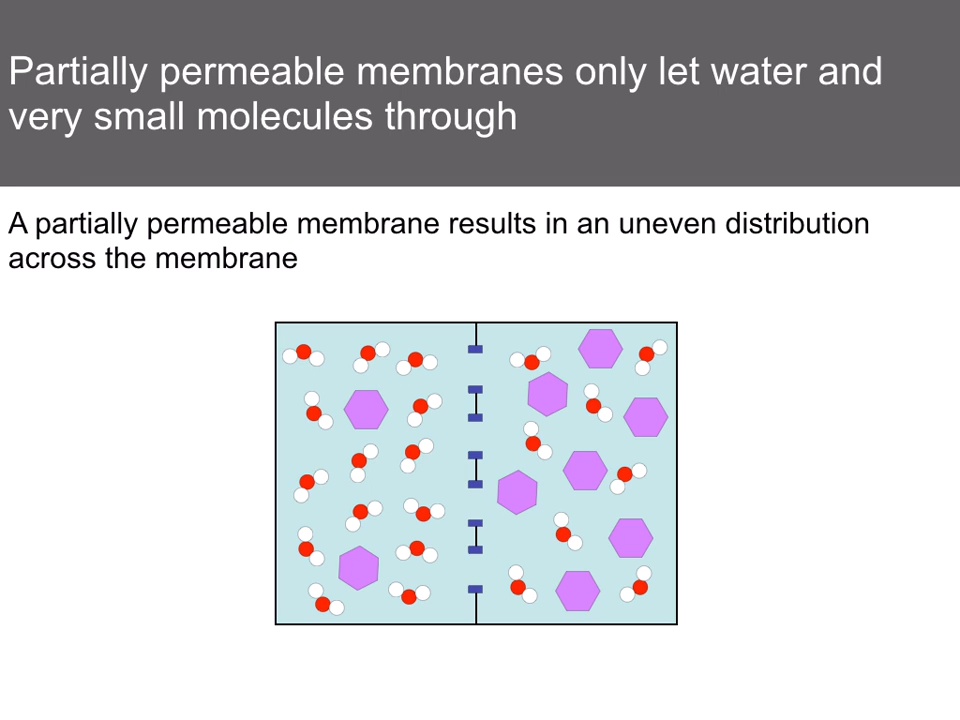 Partially permeable membranes only let water and
very small molecules through
A partially permeable membrane results in an uneven distribution
across the membrane